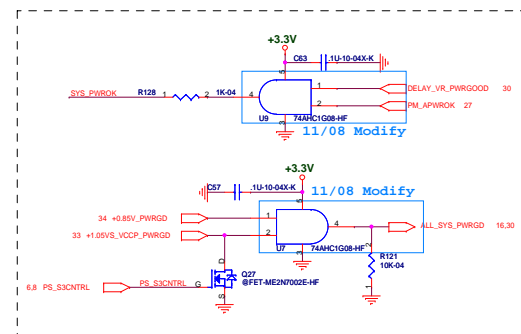 +3.3V
C63 .1U-10-04X-K
5
SYS_PWROK 1 R128 2 1K-04 4 1 DELAY_VR_PWRGOOD 30
2 PM_APWROK 27
U9 3 74AHC1G08-HF
11/08 Modify
+3.3V
C57 .1U-10-04X-K
11/08 Modify
5
34 +0.85V_PWRGD 1
4 ALL_SYS_PWRGD 16,30
33 +1.05VS_VCCP_PWRGD 2
U7 3 74AHC1G08-HF
2
R121
10K-04
1
D
Q27
@FET-ME2N7002E-HF
6,8 PS_S3CNTRL PS_S3CNTRL G
S